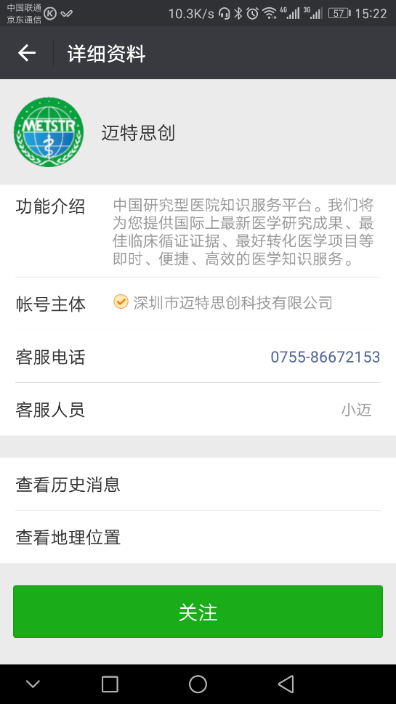 中国联通
京东通信
10.3K/s 4G 3G 57 15:22
详细资料
METSTR
迈特思创
功能介绍
中国研究型医院知识服务平台。我们将
为您提供国际上最新医学研究成果、最
佳临床循证证据、最好转化医学项目等
即时、便捷、高效的医学知识服务。
帐号主体
深圳市迈特思创科技有限公司
客服电话
0755-86672153
客服人员
小迈
查看历史消息
查看地理位置
关注